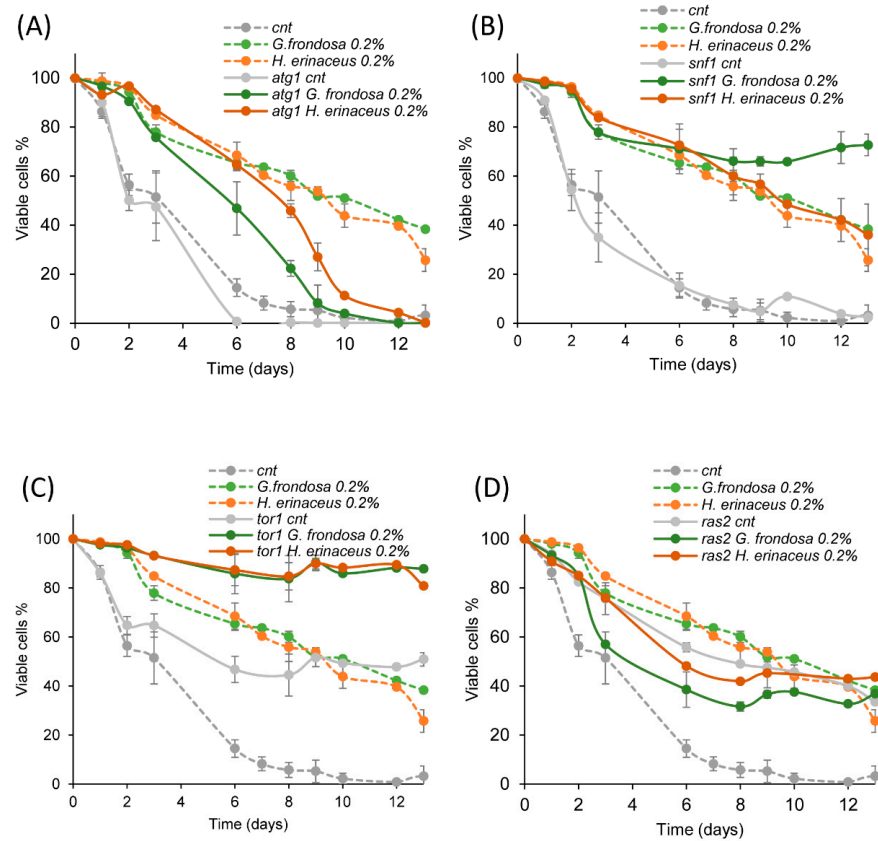 (A)
cnt
G.frondosa 0.2%
H. erinaceus 0.2%
atg1 cnt
atg1 G. frondosa 0.2%
atg1 H. erinaceus 0.2%
Viable cells %
100
80
60
40
20
0
0 2 4 6 8 10 12
Time (days)
(B)
cnt
G.frondosa 0.2%
H. erinaceus 0.2%
snf1 cnt
snf1 G. frondosa 0.2%
snf1 H. erinaceus 0.2%
Viable cells %
100
80
60
40
20
0
0 2 4 6 8 10 12
Time (days)
(C)
cnt
G.frondosa 0.2%
H. erinaceus 0.2%
tor1 cnt
tor1 G. frondosa 0.2%
tor1 H. erinaceus 0.2%
Viable cells %
100
80
60
40
20
0
0 2 4 6 8 10 12
Time (days)
(D)
cnt
G.frondosa 0.2%
H. erinaceus 0.2%
ras2 cnt
ras2 G. frondosa 0.2%
ras2 H. erinaceus 0.2%
Viable cells %
100
80
60
40
20
0
0 2 4 6 8 10 12
Time (days)